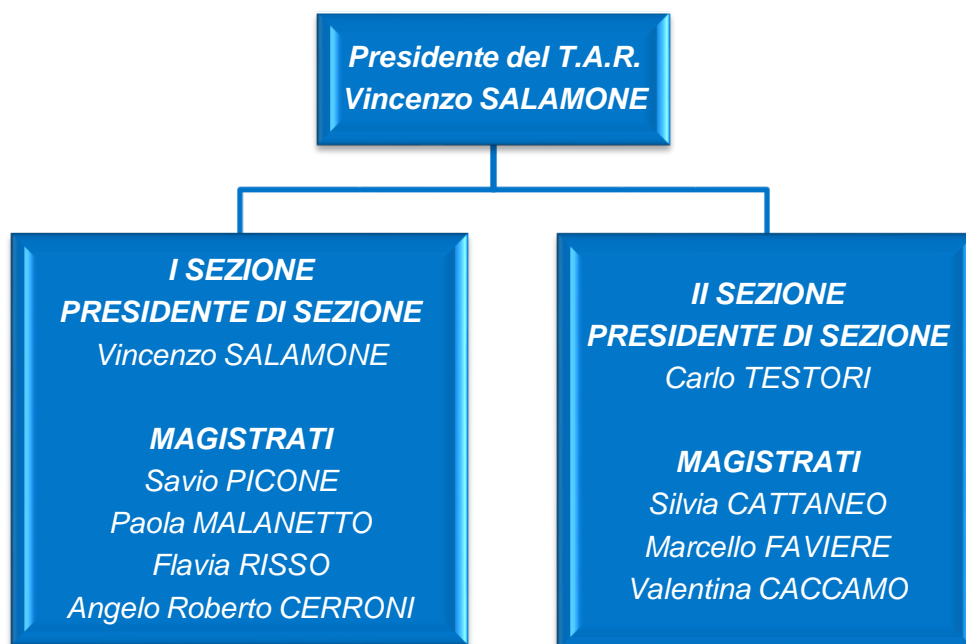 Presidente del T.A.R.
Vincenzo SALAMONE
I SEZIONE
PRESIDENTE DI SEZIONE
Vincenzo SALAMONE
MAGISTRATI
Savio PICONE
Paola MALANETTO
Flavia RISSO
Angelo Roberto CERRONI
II SEZIONE
PRESIDENTE DI SEZIONE
Carlo TESTORI
MAGISTRATI
Silvia CATTANEO
Marcello FAVIERE
Valentina CACCAMO